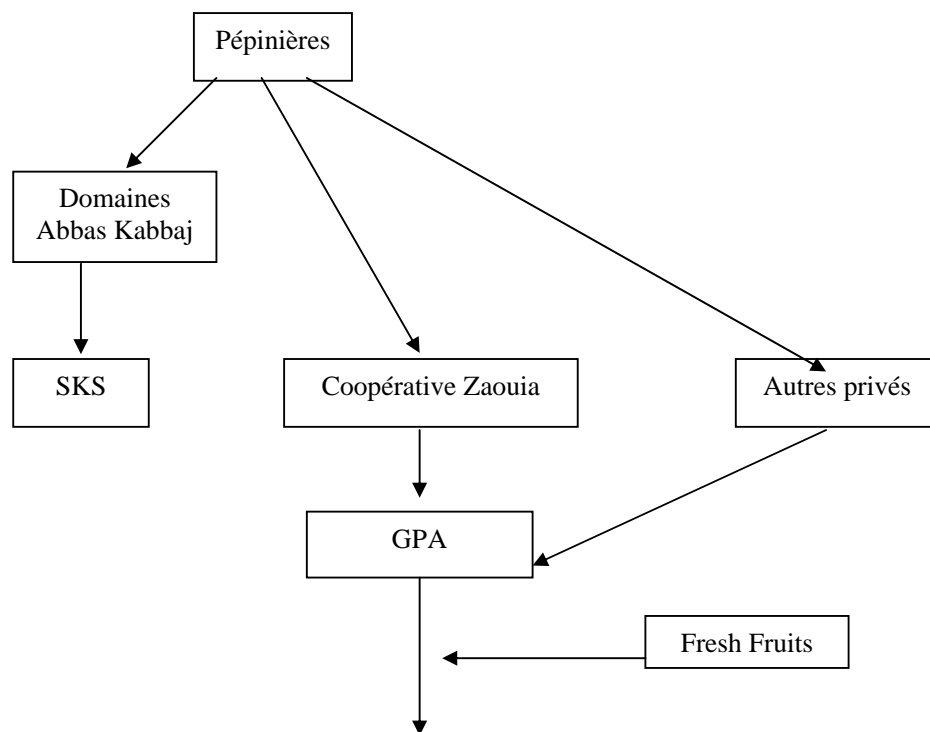 Pépinières
Domaines
Abbas Kabbaj
SKS
Coopérative Zaouia
Autres privés
GPA
Fresh Fruits